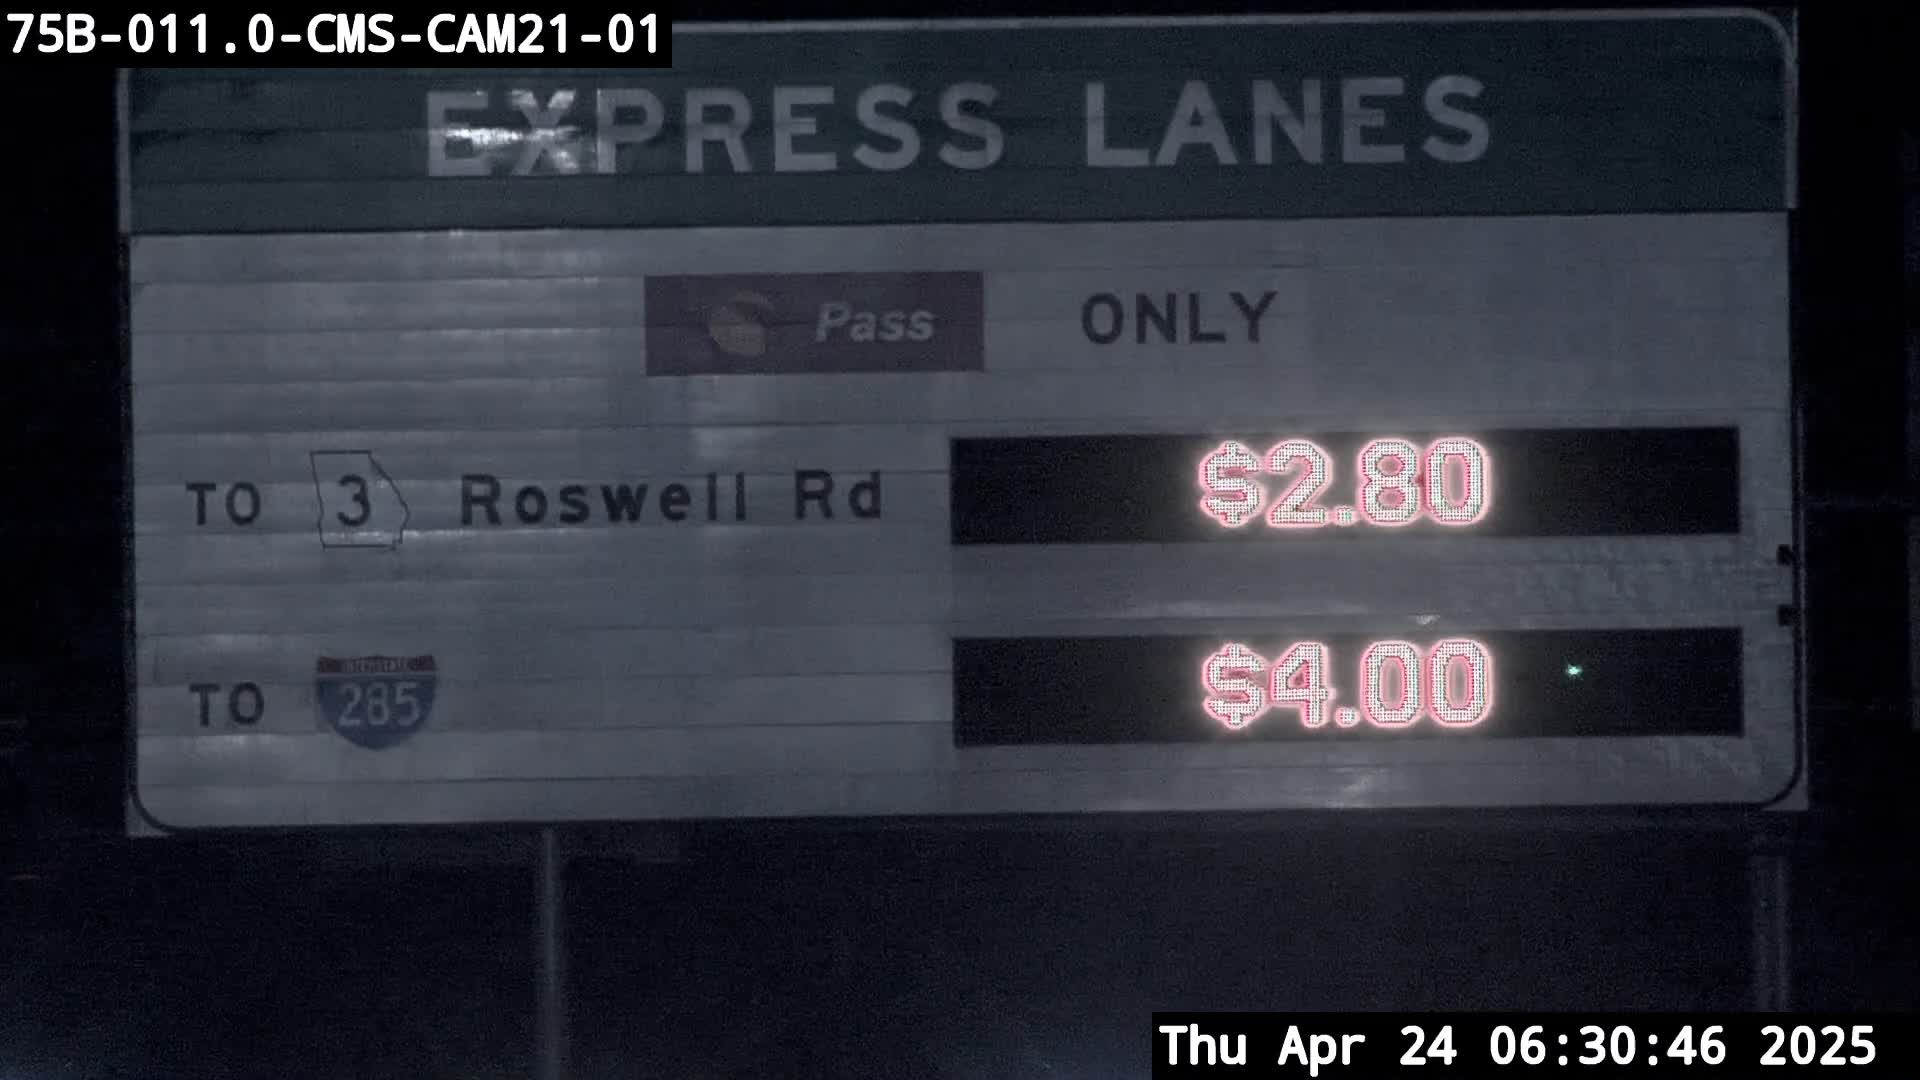 75B-011.0-CMS-CAM21-01
EXPRESS LANES
Pass ONLY
TO 3 Roswell Rd $2.80
INTERSTATE
TO 285 $4.00
Thu Apr 24 06:30:46 2025